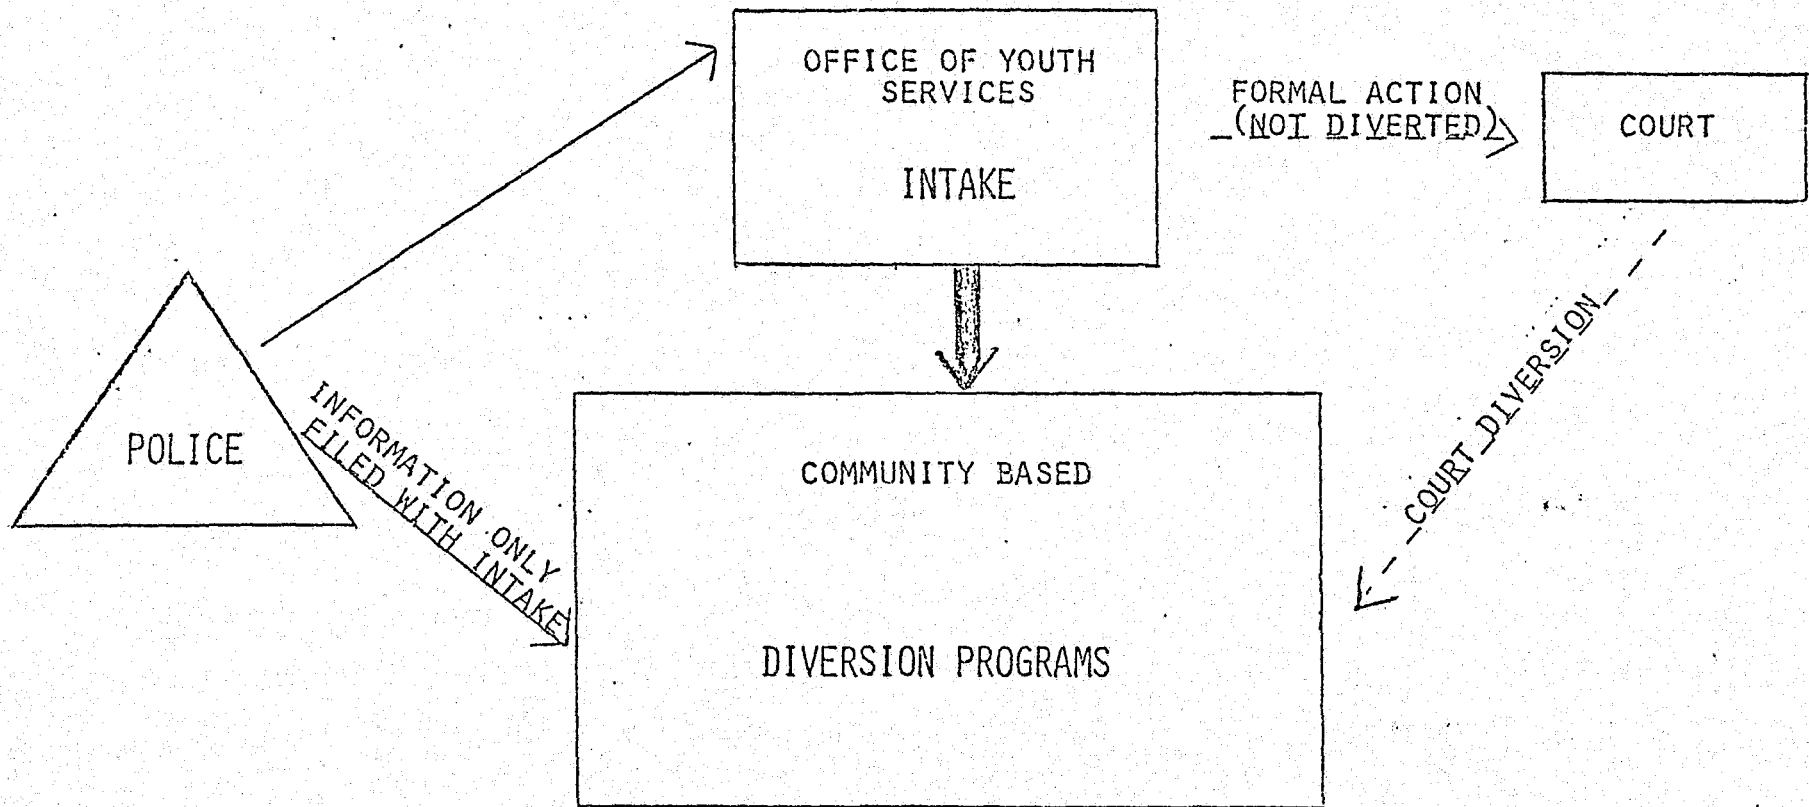 OFFICE OF YOUTH
SERVICES
INTAKE
FORMAL ACTION
(NOT DIVERTED)
COURT
POLICE
INFORMATION ONLY
FILED WITH INTAKE
COURT DIVERSION
COMMUNITY BASED
DIVERSION PROGRAMS